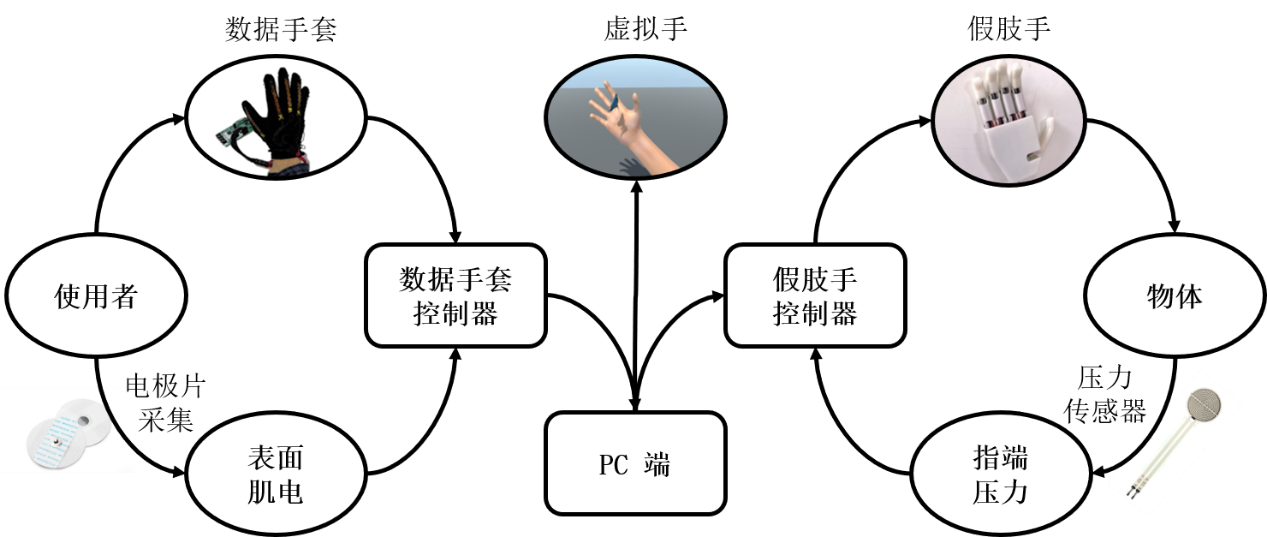 数据手套
虚拟手
假肢手
使用者
数据手套
控制器
假肢手
控制器
物体
电极片
采集
压力
传感器
表面
肌电
PC 端
指端
压力